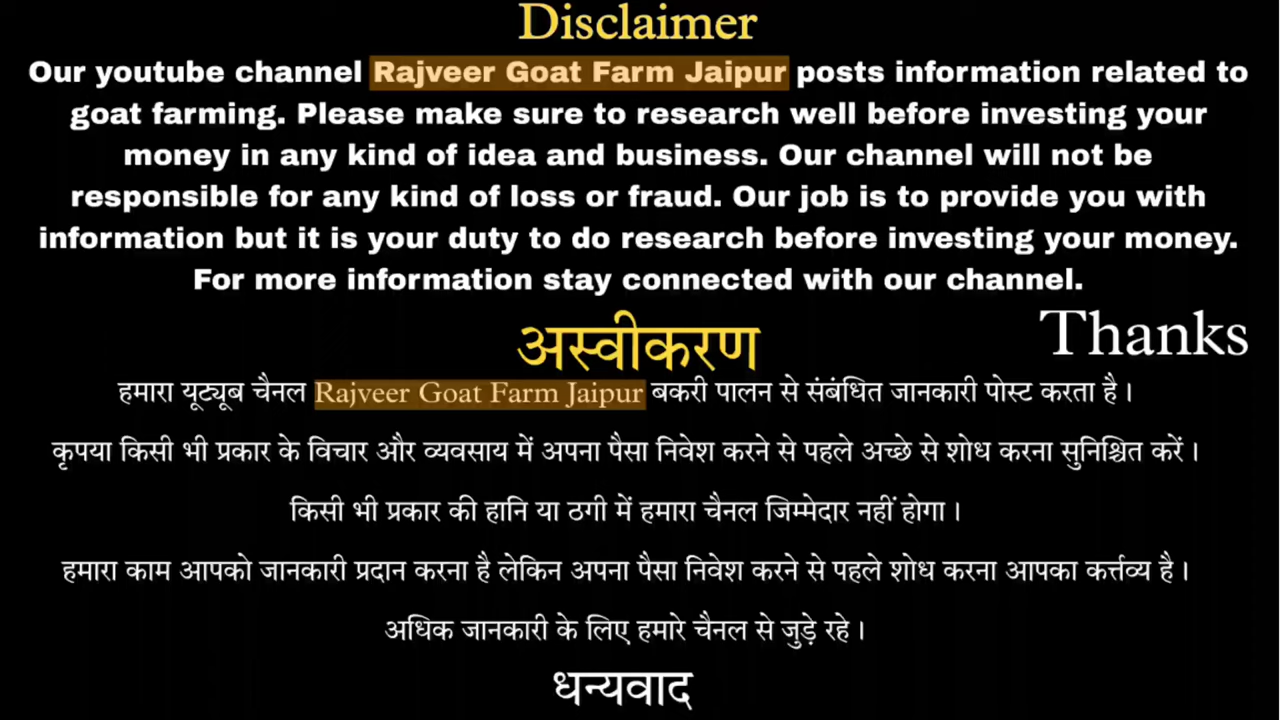 Disclaimer
Our youtube channel Rajveer Goat Farm Jaipur posts information related to
goat farming. Please make sure to research well before investing your
money in any kind of idea and business. Our channel will not be
responsible for any kind of loss or fraud. Our job is to provide you with
information but it is your duty to do research before investing your money.
For more information stay connected with our channel.
Thanks
अस्वीकरण
हमारा यूट्यूब चैनल Rajveer Goat Farm Jaipur बकरी पालन से संबंधित जानकारी पोस्ट करता है।
कृपया किसी भी प्रकार के विचार और व्यवसाय में अपना पैसा निवेश करने से पहले अच्छे से शोध करना सुनिश्चित करें।
किसी भी प्रकार की हानि या ठगी में हमारा चैनल जिम्मेदार नहीं होगा।
हमारा काम आपको जानकारी प्रदान करना है लेकिन अपना पैसा निवेश करने से पहले शोध करना आपका कर्त्तव्य है।
अधिक जानकारी के लिए हमारे चैनल से जुड़े रहे।
धन्यवाद